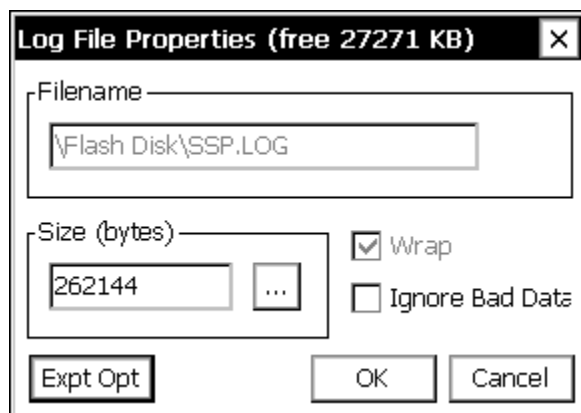 Log File Properties (free 27271 KB)
Filename
\Flash Disk\SSP.LOG
Size (bytes)
Wrap
262144 ...
Ignore Bad Data
Expt Opt OK Cancel